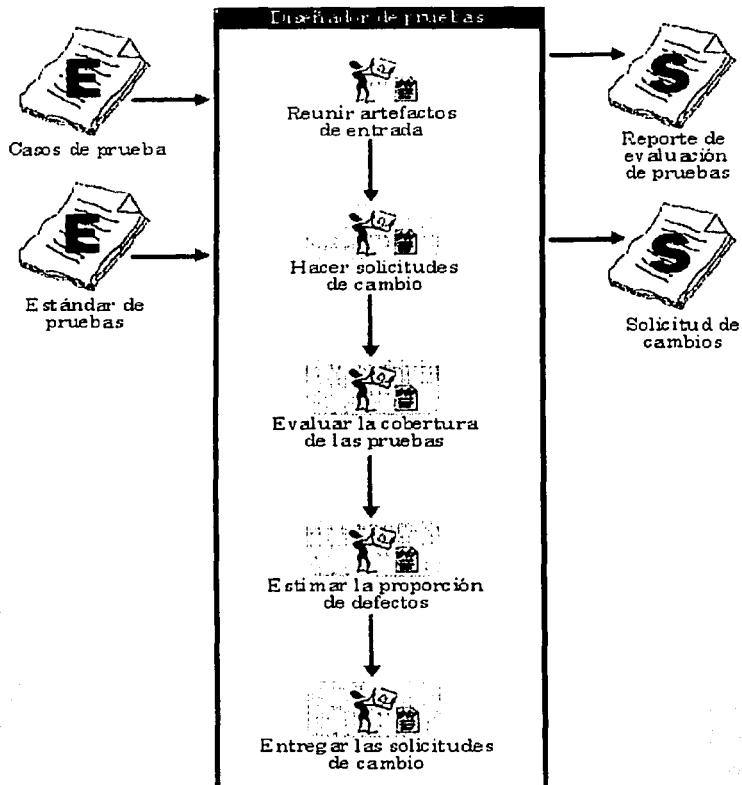 Diseñador de pruebas
E
Casos de prueba
E
Estándar de
pruebas
Reunir artefactos
de entrada
Hacer solicitudes
de cambio
Evaluar la cobertura
de las pruebas
Estimar la proporción
de defectos
Entregar las solicitudes
de cambio
S
Reporte de
evaluación
de pruebas
S
Solicitud de
cambios